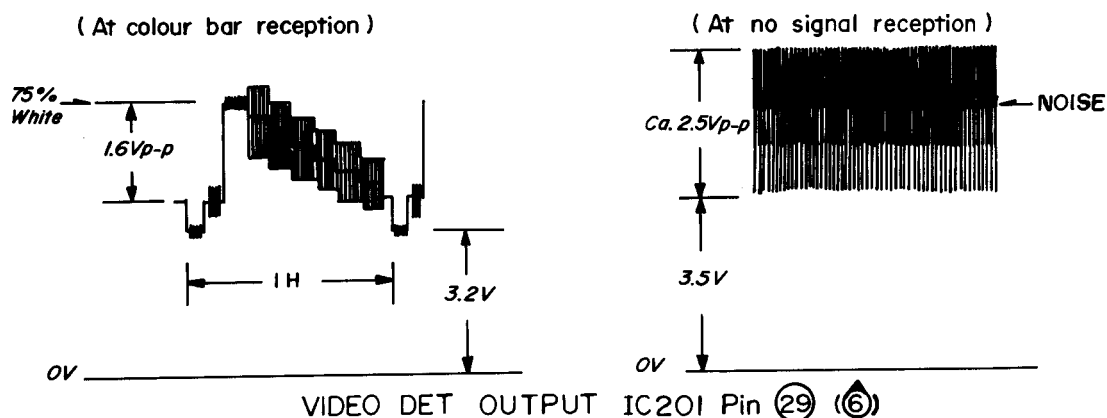 (At colour bar reception)
75%
White
1.6Vp-p
1H
3.2V
0V
(At no signal reception)
Ca. 2.5Vp-p
NOISE
3.5V
0V
VIDEO DET OUTPUT IC201 Pin 29 (6)